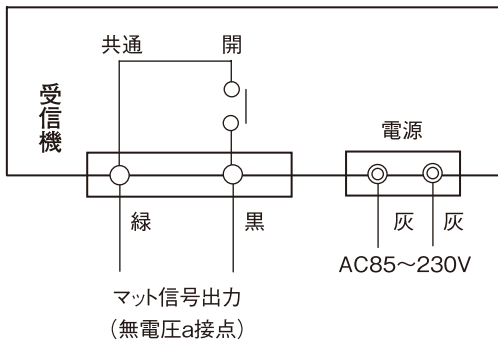 共通 開
受信機
電源
緑 黒 灰 灰
AC85～230V
マット信号出力
（無電圧a接点）